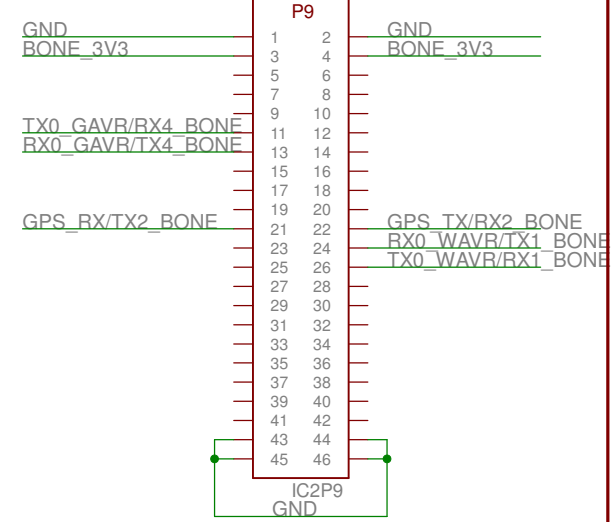 P9
GND 1 2 GND
BONE_3V3 3 4 BONE_3V3
5 6
7 8
9 10
TX0_GAVR/RX4_BONE 11 12
RX0_GAVR/TX4_BONE 13 14
15 16
17 18
19 20
GPS_RX/TX2_BONE 21 22 GPS_TX/RX2_BONE
23 24 RX0_WAVR/TX1_BONE
25 26 TX0_WAVR/RX1_BONE
27 28
29 30
31 32
33 34
35 36
37 38
39 40
41 42
43 44
45 46
IC2P9
GND